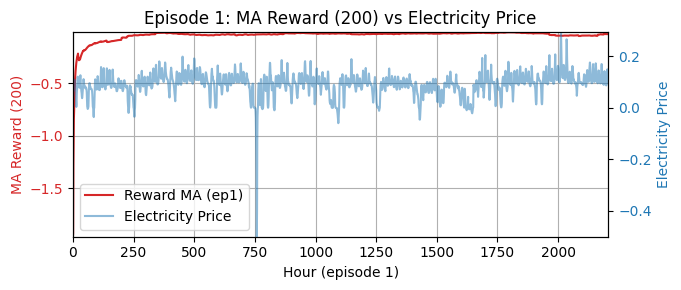 Episode 1: MA Reward (200) vs Electricity Price
MA Reward (200)
−0.5
−1.0
−1.5
Reward MA (ep1)
Electricity Price
0.2
0.0
−0.2
−0.4
Electricity Price
0 250 500 750 1000 1250 1500 1750 2000
Hour (episode 1)